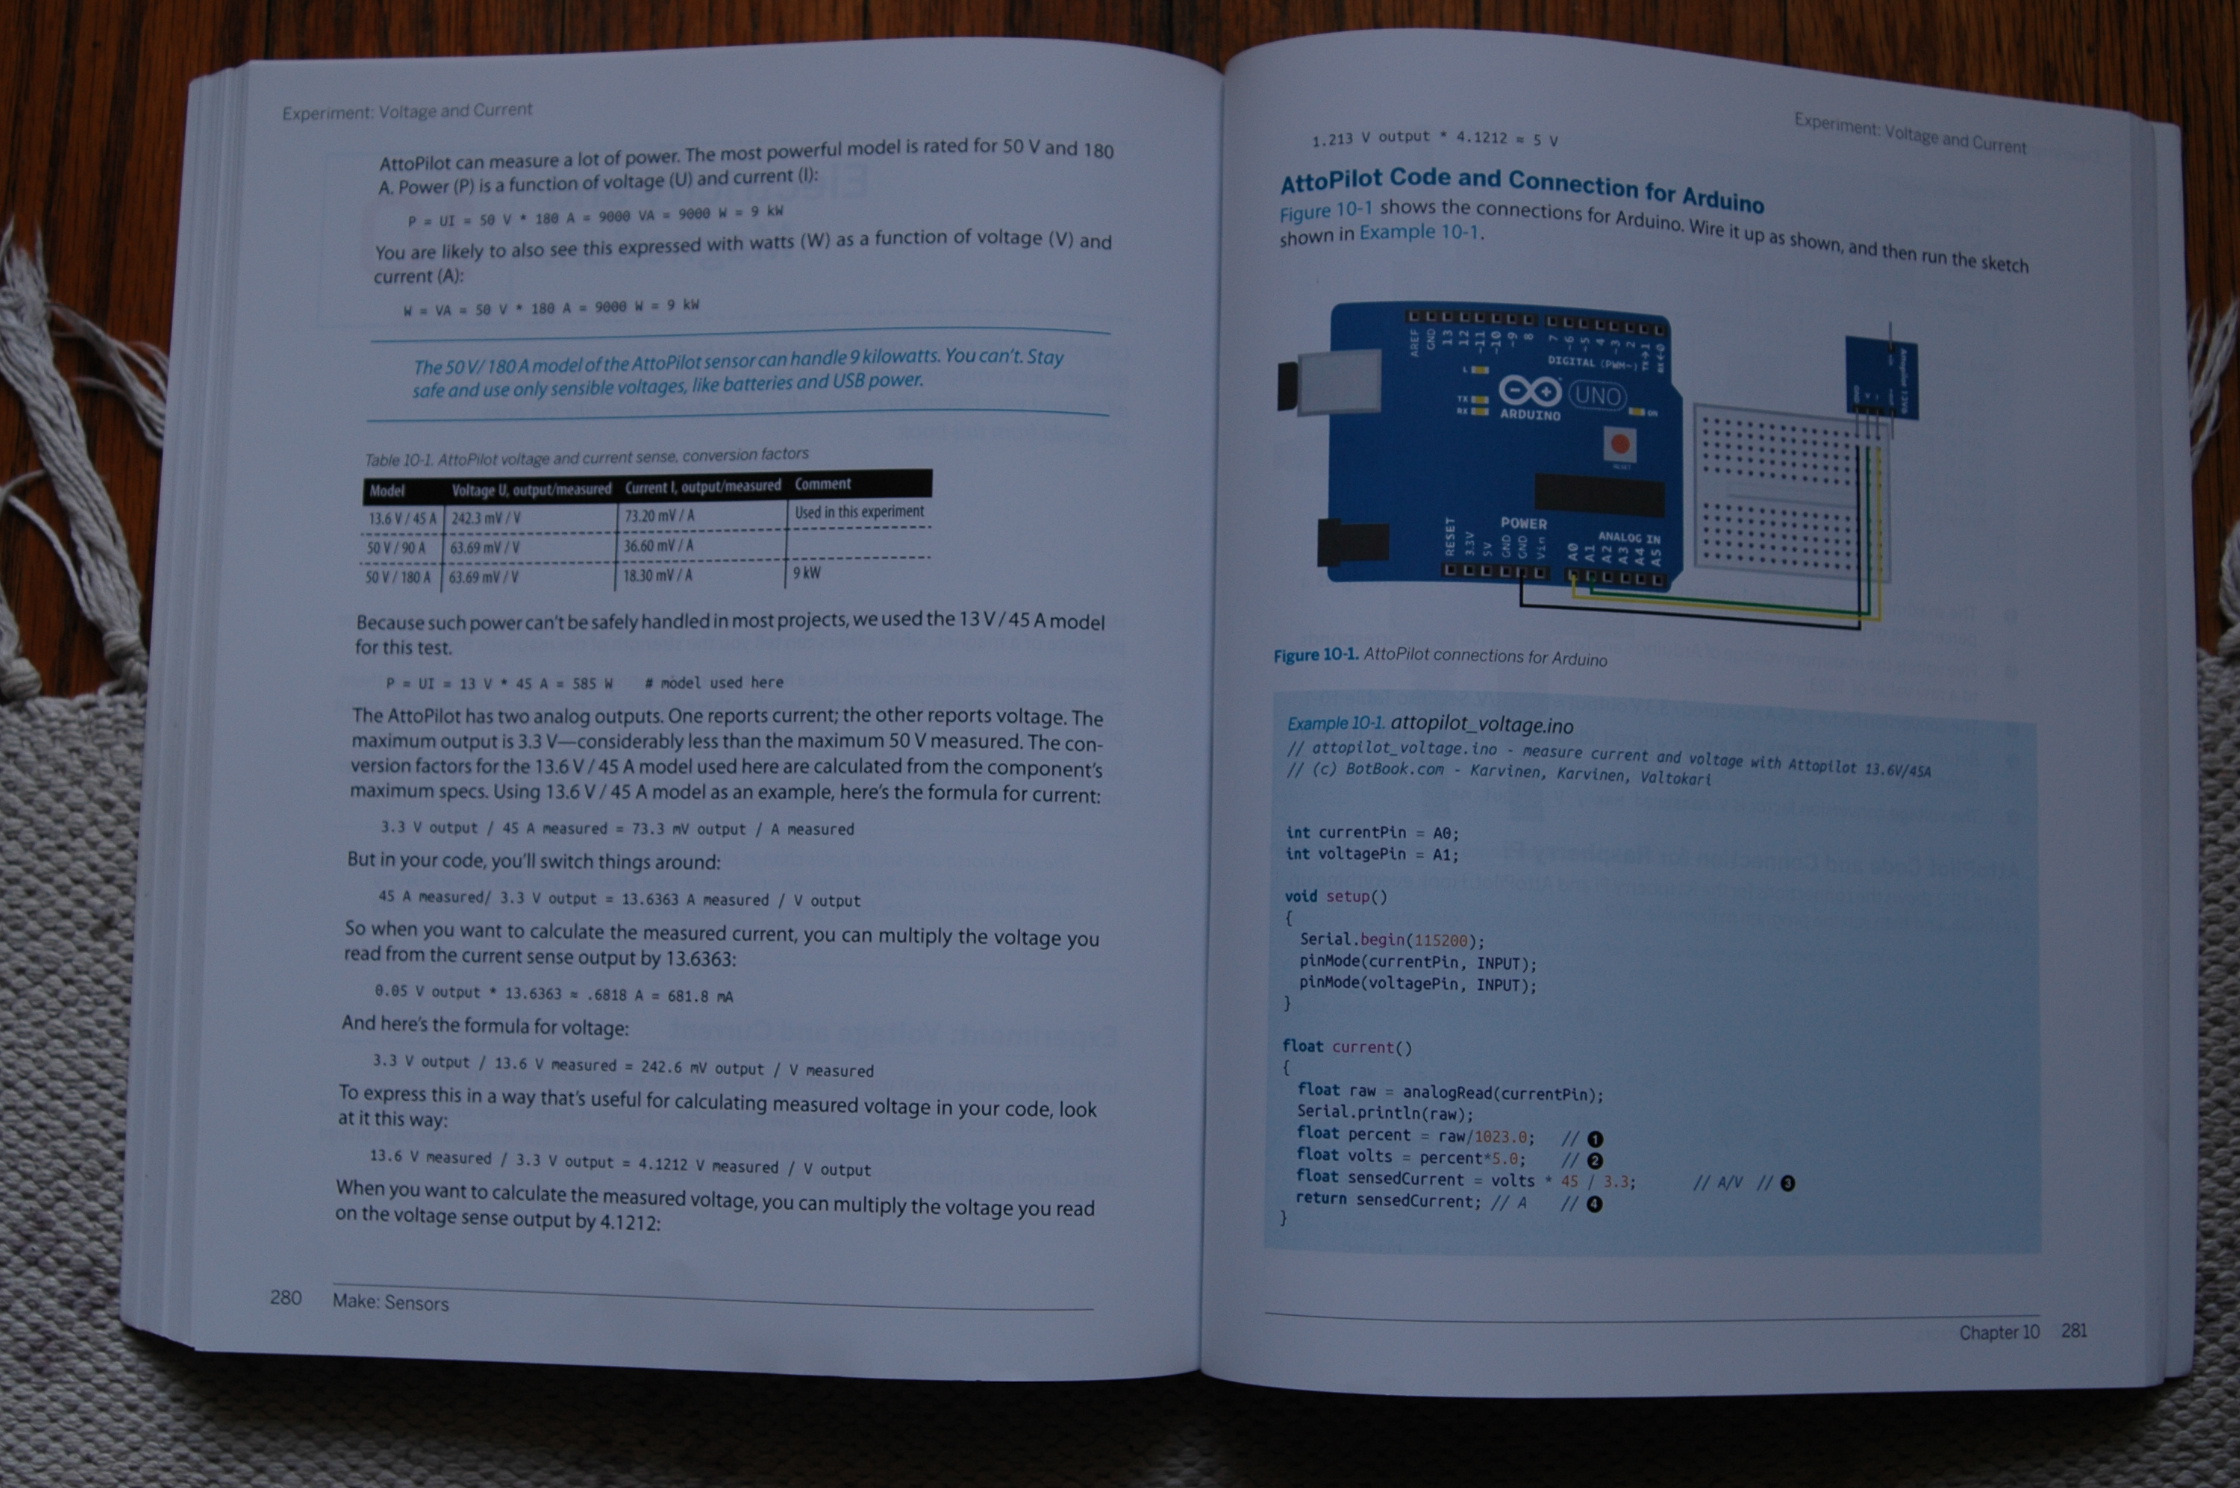 Experiment: Voltage and Current
AttoPilot can measure a lot of power. The most powerful model is rated for 50 V and 180
A. Power (P) is a function of voltage (U) and current (I):
P = UI = 50 V * 180 A = 9000 VA = 9000 W = 9 kW
You are likely to also see this expressed with watts (W) as a function of voltage (V) and
current (A):
W = VA = 50 V * 180 A = 9000 W = 9 kW
The 50 V/ 180 A model of the AttoPilot sensor can handle 9 kilowatts. You can't. Stay
safe and use only sensible voltages, like batteries and USB power.
Table 10-1. AttoPilot voltage and current sense, conversion factors
Model Voltage U, output/measured Current I, output/measured Comment
13.6 V / 45 A 242.3 mV / V 73.20 mV / A Used in this experiment
50 V / 90 A 63.69 mV / V 36.60 mV / A
50 V / 180 A 63.69 mV / V 18.30 mV / A 9 kW
Because such power can't be safely handled in most projects, we used the 13 V / 45 A model
for this test.
P = UI = 13 V * 45 A = 585 W # model used here
The AttoPilot has two analog outputs. One reports current; the other reports voltage. The
maximum output is 3.3 V—considerably less than the maximum 50 V measured. The con-
version factors for the 13.6 V / 45 A model used here are calculated from the component's
maximum specs. Using 13.6 V / 45 A model as an example, here's the formula for current:
3.3 V output / 45 A measured = 73.3 mV output / A measured
But in your code, you'll switch things around:
45 A measured/ 3.3 V output = 13.6363 A measured / V output
So when you want to calculate the measured current, you can multiply the voltage you
read from the current sense output by 13.6363:
0.05 V output * 13.6363 = .6818 A = 681.8 mA
And here's the formula for voltage:
3.3 V output / 13.6 V measured = 242.6 mV output / V measured
To express this in a way that's useful for calculating measured voltage in your code, look
at it this way:
13.6 V measured / 3.3 V output = 4.1212 V measured / V output
When you want to calculate the measured voltage, you can multiply the voltage you read
on the voltage sense output by 4.1212:
280 Make: Sensors
Experiment: Voltage and Current
1.213 V output * 4.1212 = 5 V
AttoPilot Code and Connection for Arduino
Figure 10-1 shows the connections for Arduino. Wire it up as shown, and then run the sketch
shown in Example 10-1.
AREF
GND
13
12
~11
~10
~9
8
7
~6
~5
4
~3
2
TX→1
RX←0
DIGITAL (PWM~)
L
TX
RX
UNO
ARDUINO
ON
RESET
POWER
ANALOG IN
RESET
3.3V
5V
GND
GND
Vin
A0
A1
A2
A3
A4
A5
Attopilot 13V6
GND
V
I
Figure 10-1. AttoPilot connections for Arduino
Example 10-1. attopilot_voltage.ino
// attopilot_voltage.ino - measure current and voltage with Attopilot 13.6V/45A
// (c) BotBook.com - Karvinen, Karvinen, Valtokari
int currentPin = A0;
int voltagePin = A1;
void setup()
{
Serial.begin(115200);
pinMode(currentPin, INPUT);
pinMode(voltagePin, INPUT);
}
float current()
{
float raw = analogRead(currentPin);
Serial.println(raw);
float percent = raw/1023.0; // ❶
float volts = percent*5.0; // ❷
float sensedCurrent = volts * 45 / 3.3; // A/V // ❸
return sensedCurrent; // A // ❹
}
Chapter 10 281